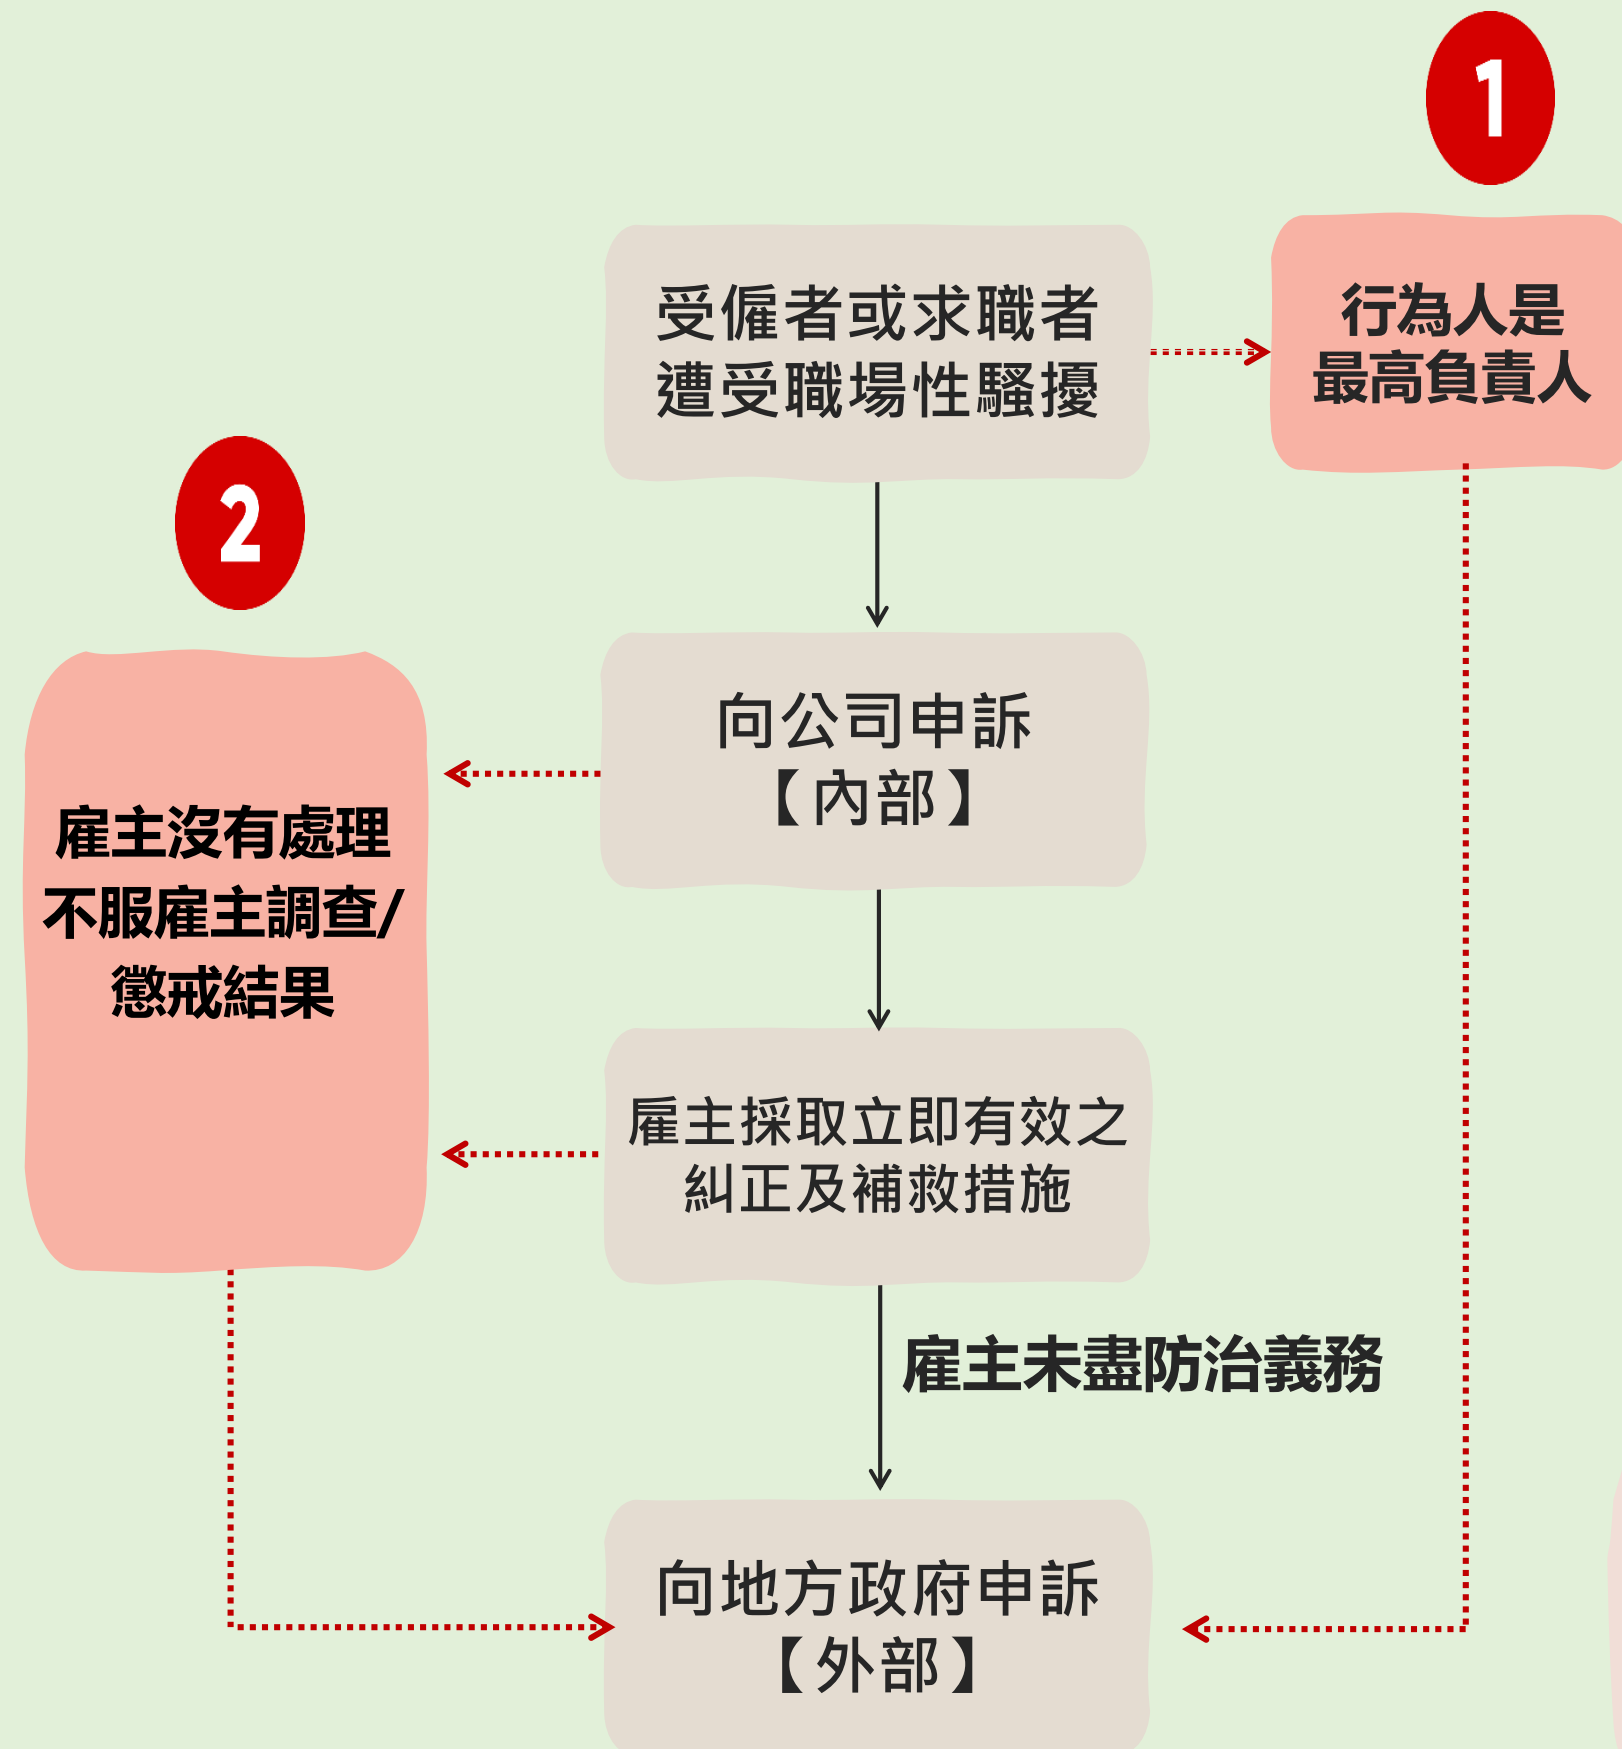 1
受僱者或求職者
遭受職場性騷擾
行為人是
最高負責人
2
向公司申訴
【內部】
雇主沒有處理
不服雇主調查/
懲戒結果
雇主採取立即有效之
糾正及補救措施
雇主未盡防治義務
向地方政府申訴
【外部】